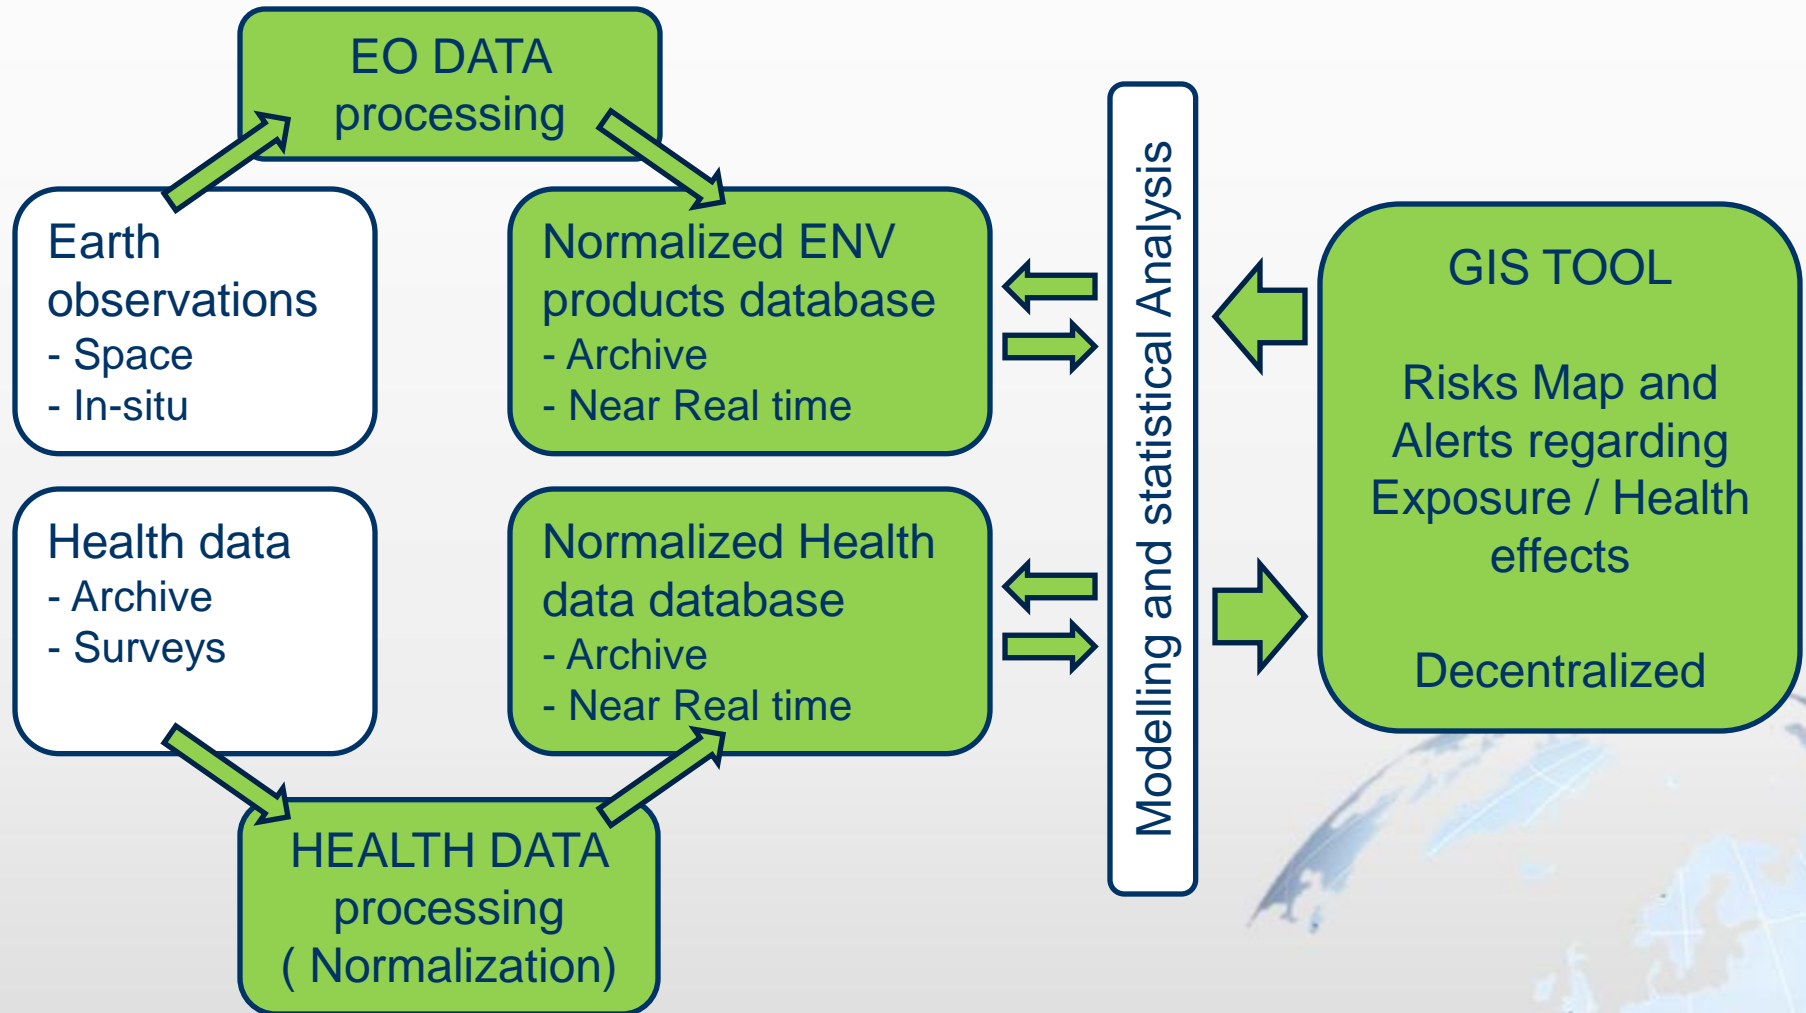 EO DATA
processing
Earth
observations
- Space
- In-situ
Normalized ENV
products database
- Archive
- Near Real time
Health data
- Archive
- Surveys
Normalized Health
data database
- Archive
- Near Real time
HEALTH DATA
processing
( Normalization)
Modelling and statistical Analysis
GIS TOOL
Risks Map and
Alerts regarding
Exposure / Health
effects
Decentralized